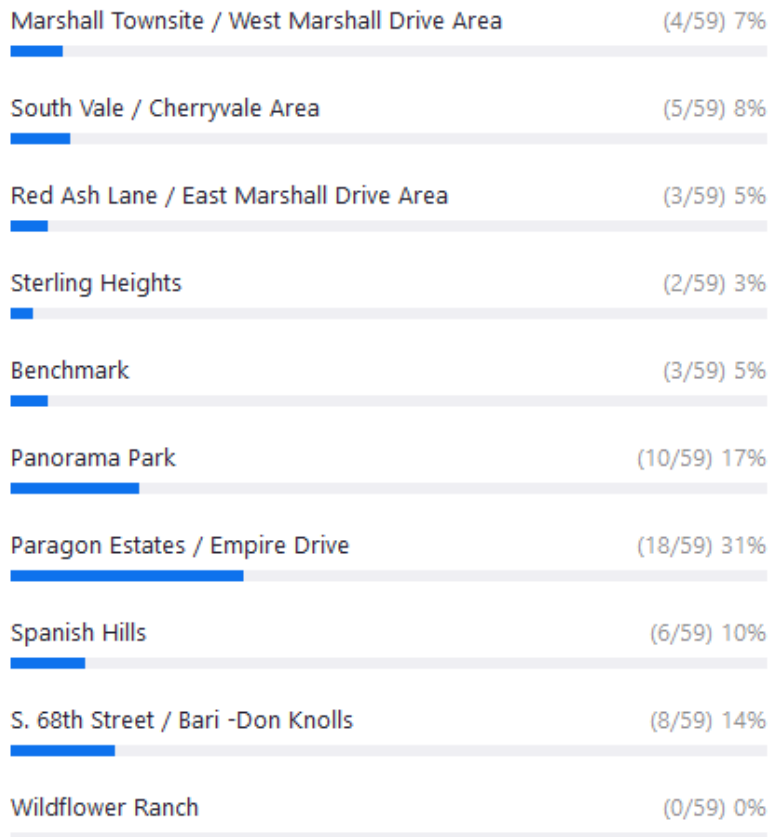 Marshall Townsite / West Marshall Drive Area (4/59) 7%
South Vale / Cherryvale Area (5/59) 8%
Red Ash Lane / East Marshall Drive Area (3/59) 5%
Sterling Heights (2/59) 3%
Benchmark (3/59) 5%
Panorama Park (10/59) 17%
Paragon Estates / Empire Drive (18/59) 31%
Spanish Hills (6/59) 10%
S. 68th Street / Bari -Don Knolls (8/59) 14%
Wildflower Ranch (0/59) 0%